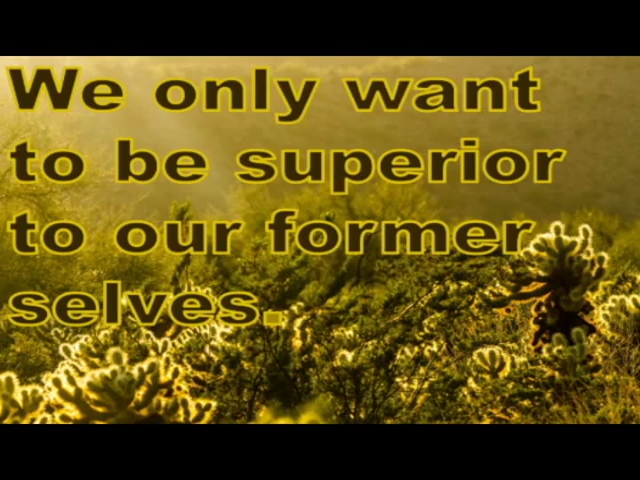 We only want
to be superior
to our former
selves.